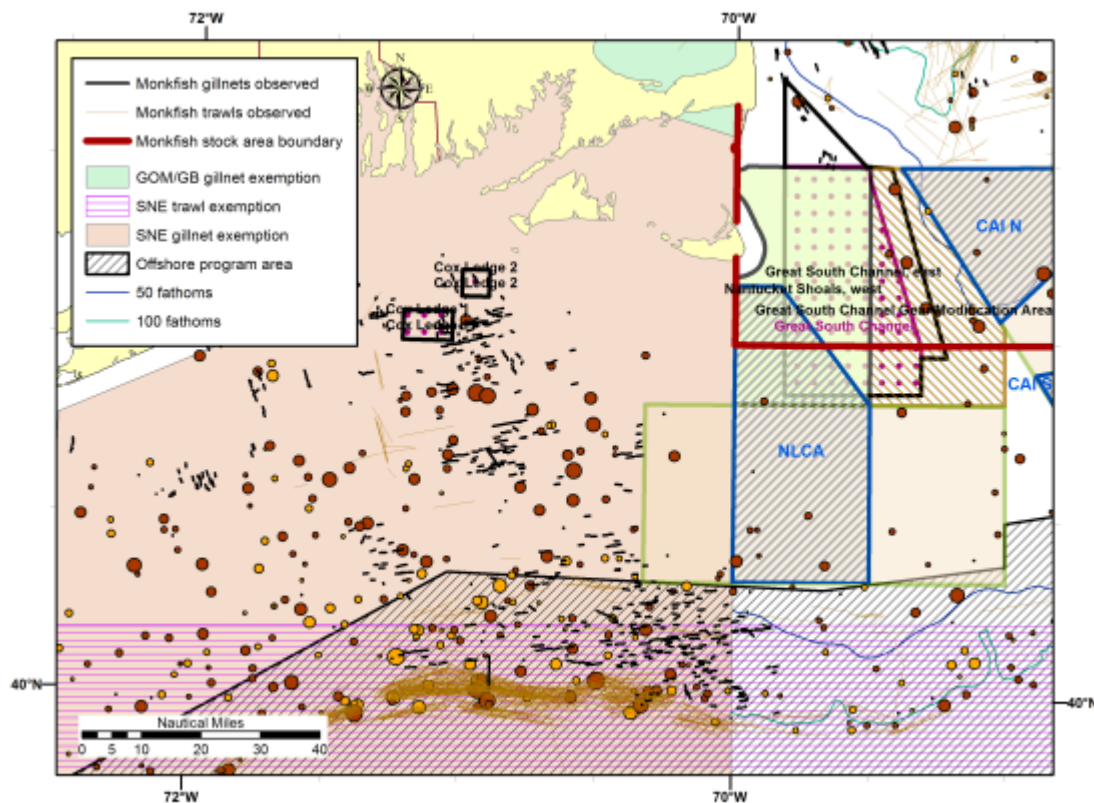 72°W
70°W
N
E
S
Monkfish gillnets observed
Monkfish trawls observed
Monkfish stock area boundary
GOM/GB gillnet exemption
SNE trawl exemption
SNE gillnet exemption
Offshore program area
50 fathoms
100 fathoms
CAI N
Cox Ledge 2
Cox Ledge 2
Great South Channel, east
Nantucket Shoals, west
Great South Channel Gear Modification Area
Great South Channel
CAI S
NLCA
40°N
40°N
Nautical Miles
0 5 10 20 30 40
72°W
70°W